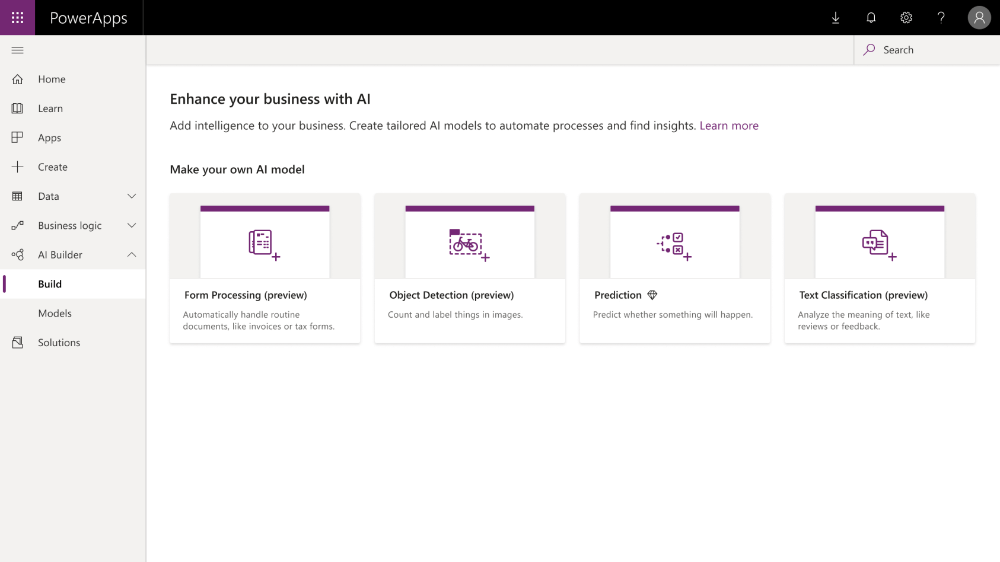 PowerApps
Search
Home
Learn
Apps
Create
Data
Business logic
AI Builder
Build
Models
Solutions
Enhance your business with AI
Add intelligence to your business. Create tailored AI models to automate processes and find insights. Learn more
Make your own AI model
Form Processing (preview)
Automatically handle routine
documents, like invoices or tax forms.
Object Detection (preview)
Count and label things in images.
Prediction
Predict whether something will happen.
Text Classification (preview)
Analyze the meaning of text, like
reviews or feedback.